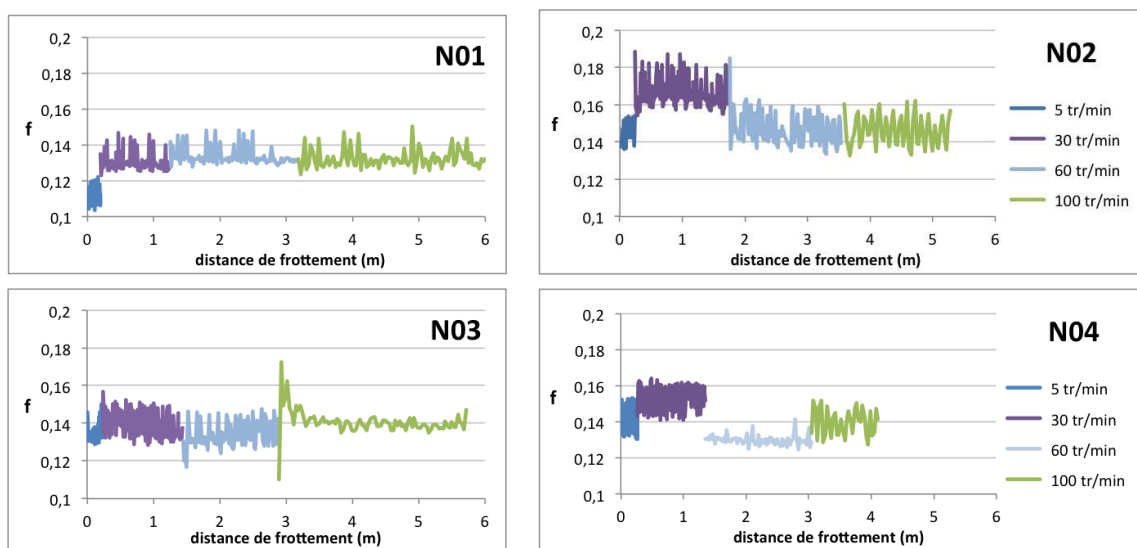 N01
f
0,2
0,18
0,16
0,14
0,12
0,1
0 1 2 3 4 5 6
distance de frottement (m)
N02
f
0,2
0,18
0,16
0,14
0,12
0,1
0 1 2 3 4 5 6
distance de frottement (m)
5 tr/min
30 tr/min
60 tr/min
100 tr/min
N03
f
0,2
0,18
0,16
0,14
0,12
0,1
0 1 2 3 4 5 6
distance de frottement (m)
N04
f
0,2
0,18
0,16
0,14
0,12
0,1
0 1 2 3 4 5 6
distance de frottement (m)
5 tr/min
30 tr/min
60 tr/min
100 tr/min